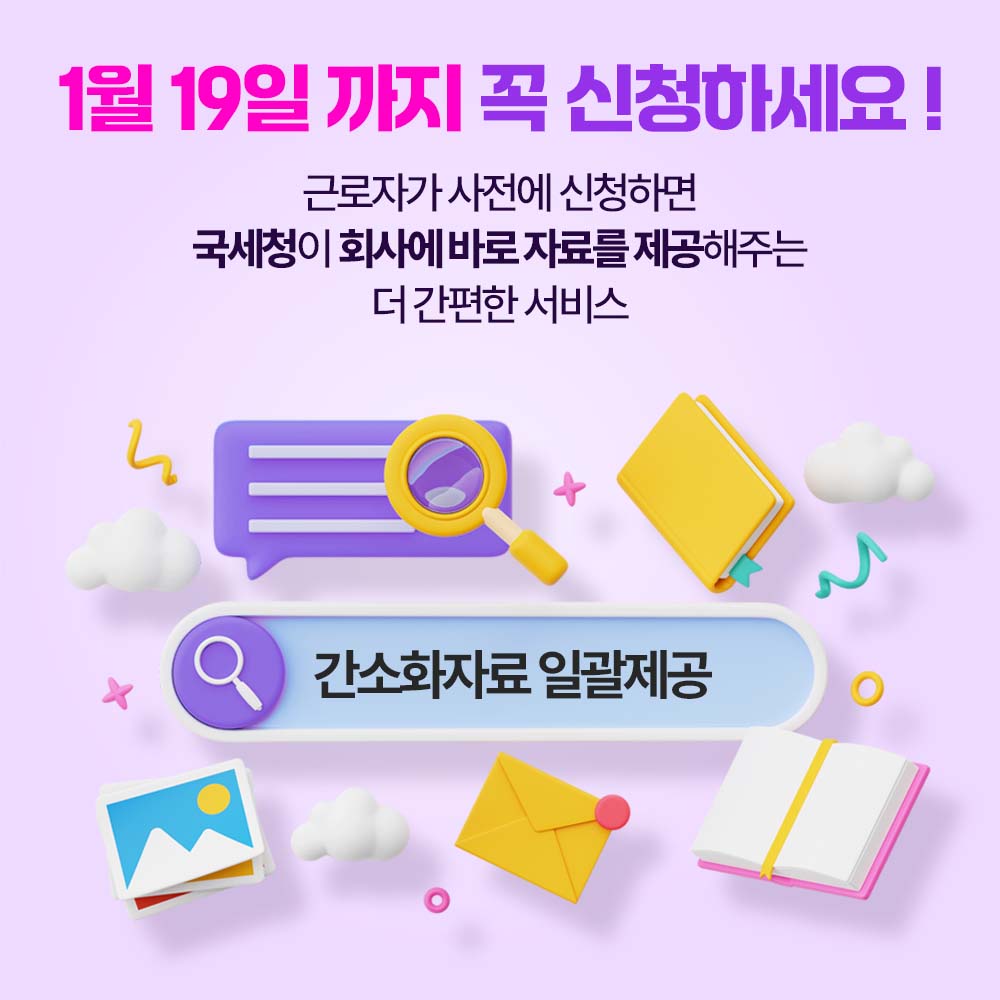 1월 19일 까지 꼭 신청하세요!
근로자가 사전에 신청하면
국세청이 회사에 바로 자료를 제공해주는
더 간편한 서비스
간소화자료 일괄제공